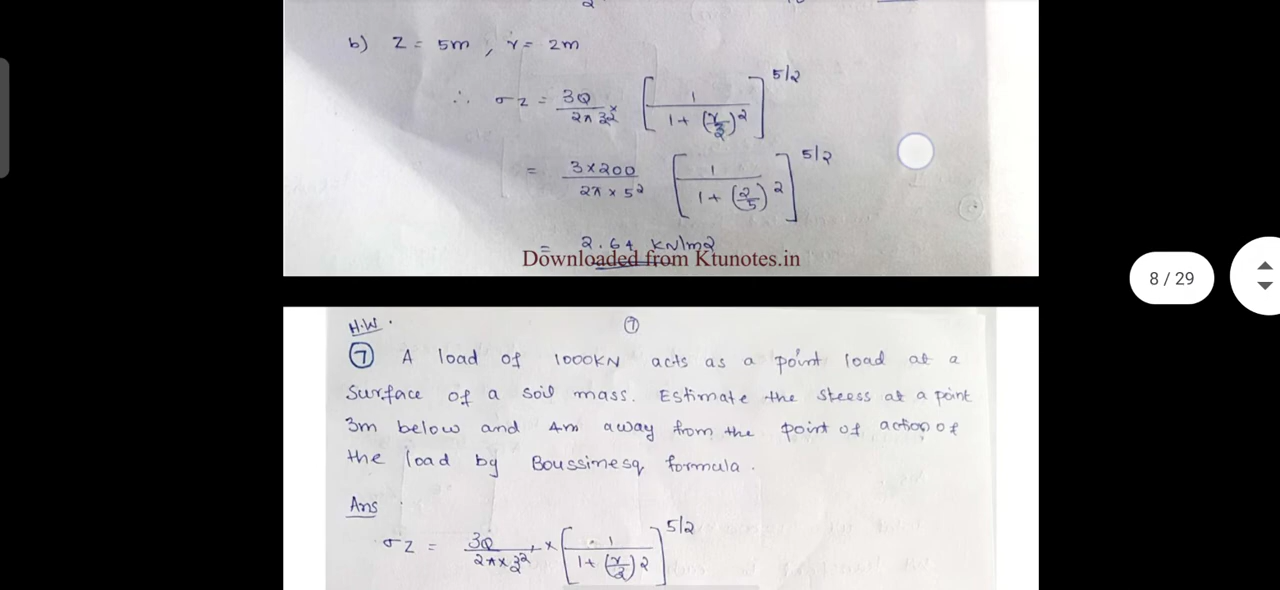 b) Z = 5m , r = 2m
∴ σz = 3Q / 2π z² × [ 1 / 1 + (r/z)² ]^5/2
= 3×200 / 2π × 5² [ 1 / 1 + (2/5)² ]^5/2
= 2.64 kN/m2
Downloaded from Ktunotes.in
8 / 29
H.W. 7
7 A load of 1000KN acts as a point load at a
Surface of a soil mass. Estimate the steess at a point
3m below and 4m away from the point of action of
the load by Boussinesq formula.
Ans
σz = 3Q / 2π×z² × [ 1 / 1 + (r/z)² ]^5/2